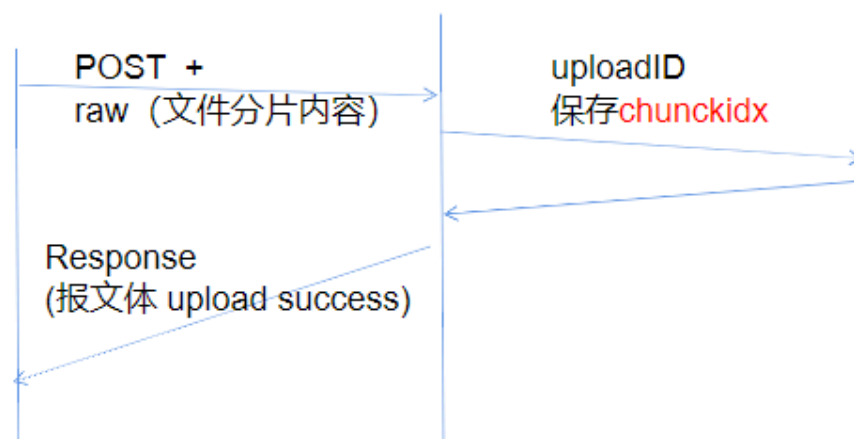 POST +
raw（文件分片内容）
uploadID
保存chunckidx
Response
(报文体 upload success)